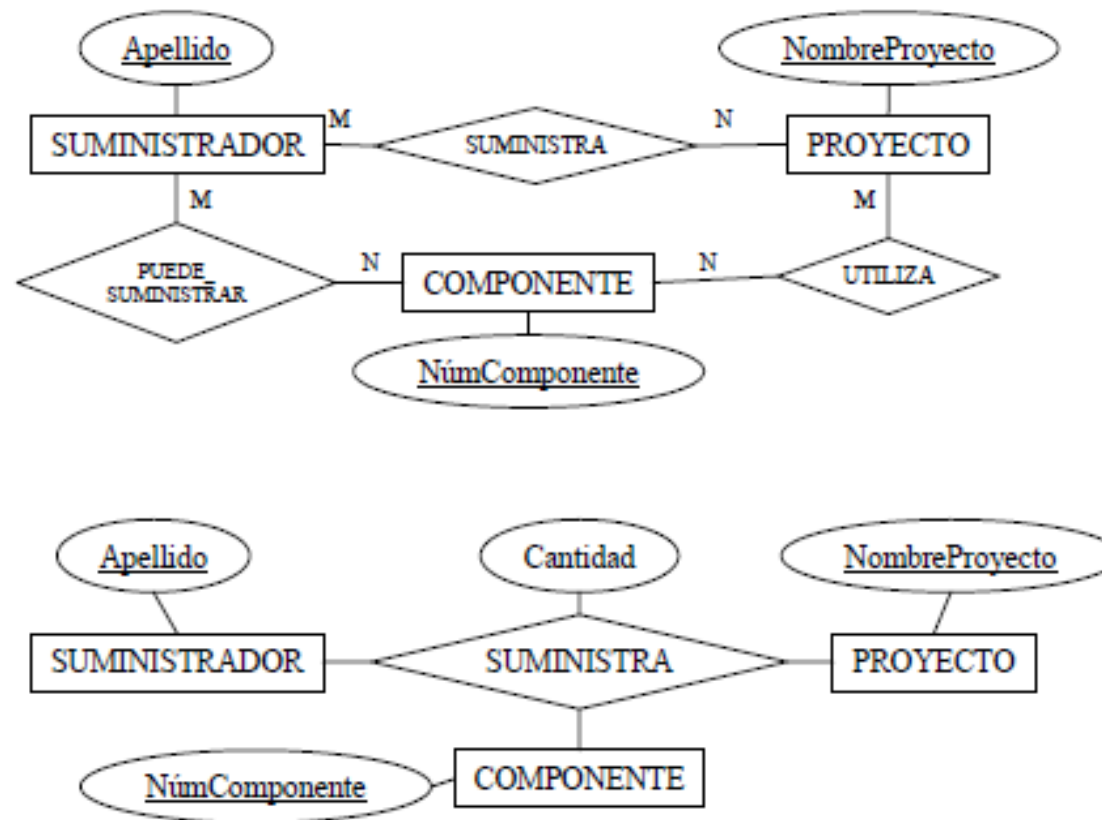 Apellido
NombreProyecto
SUMINISTRADOR
M
SUMINISTRA
N
PROYECTO
M
M
PUEDE_
SUMINISTRAR
N
COMPONENTE
N
UTILIZA
NúmComponente
Apellido
Cantidad
NombreProyecto
SUMINISTRADOR
SUMINISTRA
PROYECTO
NúmComponente
COMPONENTE